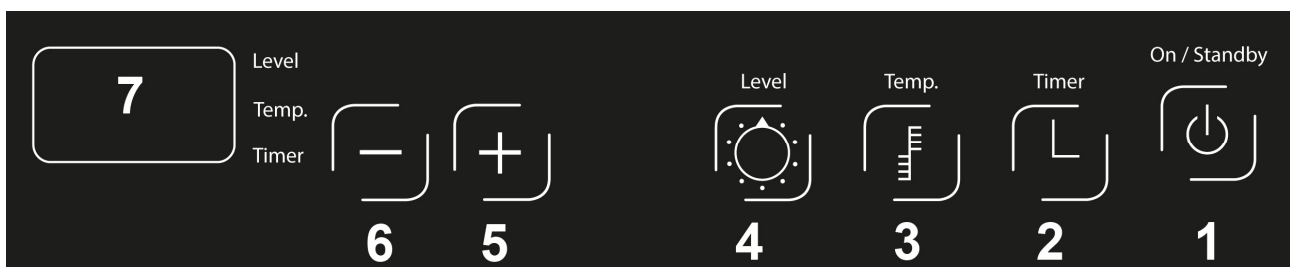 On / Standby
7 Level
Level Temp. Timer
Temp.
Timer
6 5 4 3 2 1